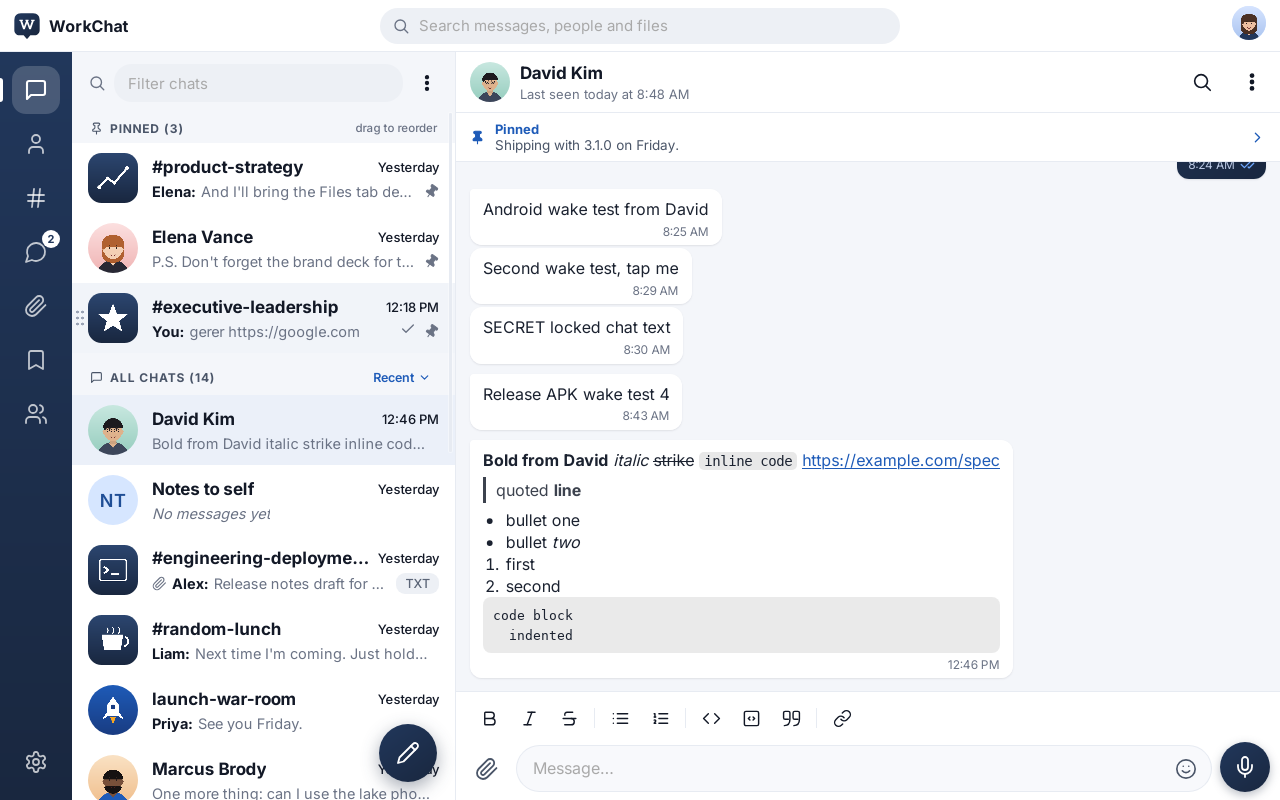 W WorkChat
Search messages, people and files
2
Filter chats
PINNED (3)
drag to reorder
#product-strategy Yesterday
Elena: And I'll bring the Files tab de...
Elena Vance Yesterday
P.S. Don't forget the brand deck for t...
#executive-leadership 12:18 PM
You: gerer https://google.com
ALL CHATS (14) Recent
David Kim 12:46 PM
Bold from David italic strike inline cod...
NT
Notes to self Yesterday
No messages yet
#engineering-deployme... Yesterday
Alex: Release notes draft for ... TXT
#random-lunch Yesterday
Liam: Next time I'm coming. Just hold...
launch-war-room Yesterday
Priya: See you Friday.
Marcus Brody
One more thing: can I use the lake pho...
David Kim
Last seen today at 8:48 AM
Pinned
Shipping with 3.1.0 on Friday.
8:24 AM
Android wake test from David
8:25 AM
Second wake test, tap me
8:29 AM
SECRET locked chat text
8:30 AM
Release APK wake test 4
8:43 AM
Bold from David italic strike inline code https://example.com/spec
quoted line
• bullet one
• bullet two
1. first
2. second
code block
  indented
12:46 PM
B I S
Message...